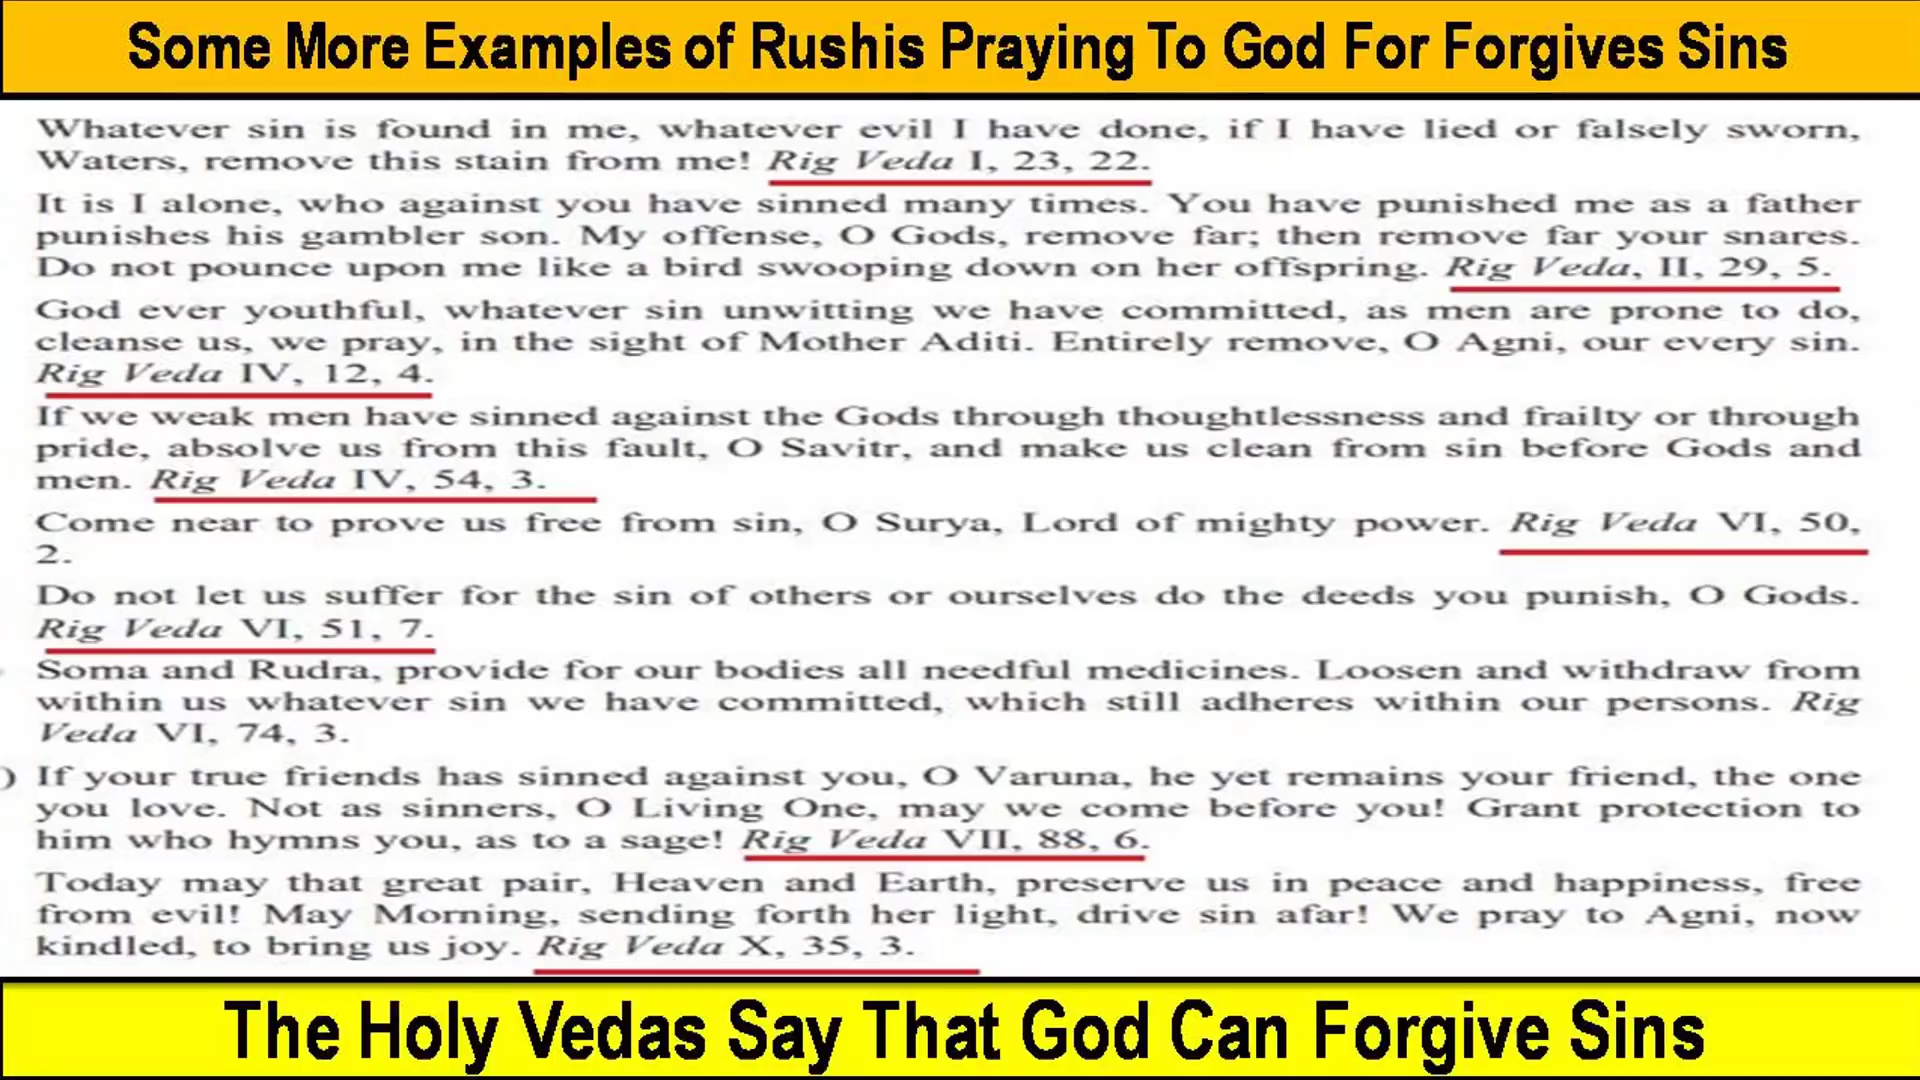 Some More Examples of Rushis Praying To God For Forgives Sins
Whatever sin is found in me, whatever evil I have done, if I have lied or falsely sworn,
Waters, remove this stain from me! Rig Veda I, 23, 22.
It is I alone, who against you have sinned many times. You have punished me as a father
punishes his gambler son. My offense, O Gods, remove far; then remove far your snares.
Do not pounce upon me like a bird swooping down on her offspring. Rig Veda, II, 29, 5.
God ever youthful, whatever sin unwitting we have committed, as men are prone to do,
cleanse us, we pray, in the sight of Mother Aditi. Entirely remove, O Agni, our every sin.
Rig Veda IV, 12, 4.
If we weak men have sinned against the Gods through thoughtlessness and frailty or through
pride, absolve us from this fault, O Savitr, and make us clean from sin before Gods and
men. Rig Veda IV, 54, 3.
Come near to prove us free from sin, O Surya, Lord of mighty power. Rig Veda VI, 50,
2.
Do not let us suffer for the sin of others or ourselves do the deeds you punish, O Gods.
Rig Veda VI, 51, 7.
Soma and Rudra, provide for our bodies all needful medicines. Loosen and withdraw from
within us whatever sin we have committed, which still adheres within our persons. Rig
Veda VI, 74, 3.
) If your true friends has sinned against you, O Varuna, he yet remains your friend, the one
you love. Not as sinners, O Living One, may we come before you! Grant protection to
him who hymns you, as to a sage! Rig Veda VII, 88, 6.
Today may that great pair, Heaven and Earth, preserve us in peace and happiness, free
from evil! May Morning, sending forth her light, drive sin afar! We pray to Agni, now
kindled, to bring us joy. Rig Veda X, 35, 3.
The Holy Vedas Say That God Can Forgive Sins